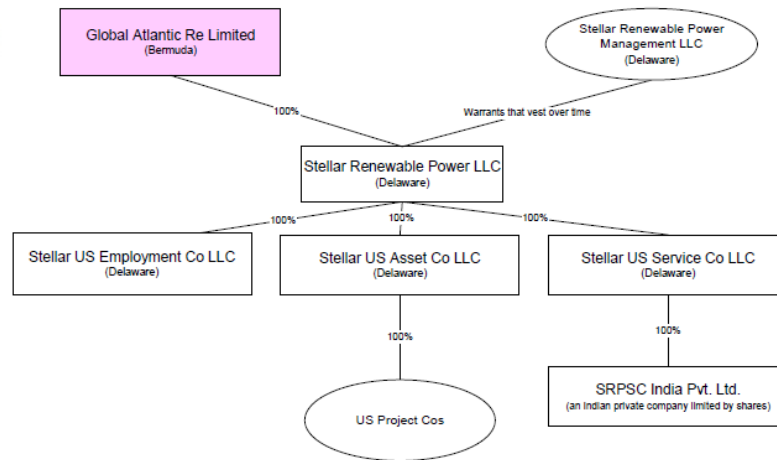 Global Atlantic Re Limited
(Bermuda)
Stellar Renewable Power
Management LLC
(Delaware)
100%
Warrants that vest over time
Stellar Renewable Power LLC
(Delaware)
100%
100%
100%
Stellar US Employment Co LLC
(Delaware)
Stellar US Asset Co LLC
(Delaware)
Stellar US Service Co LLC
(Delaware)
100%
100%
US Project Cos
SRPSC India Pvt. Ltd.
(an Indian private company limited by shares)